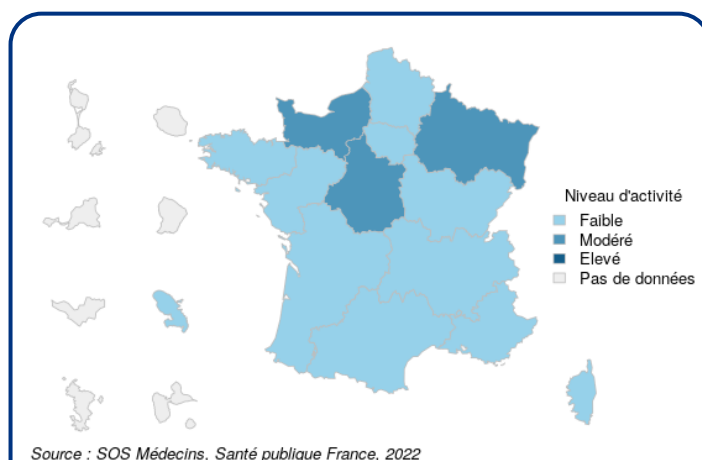 Niveau d'activité
Faible
Modéré
Elevé
Pas de données
Source : SOS Médecins, Santé publique France, 2022